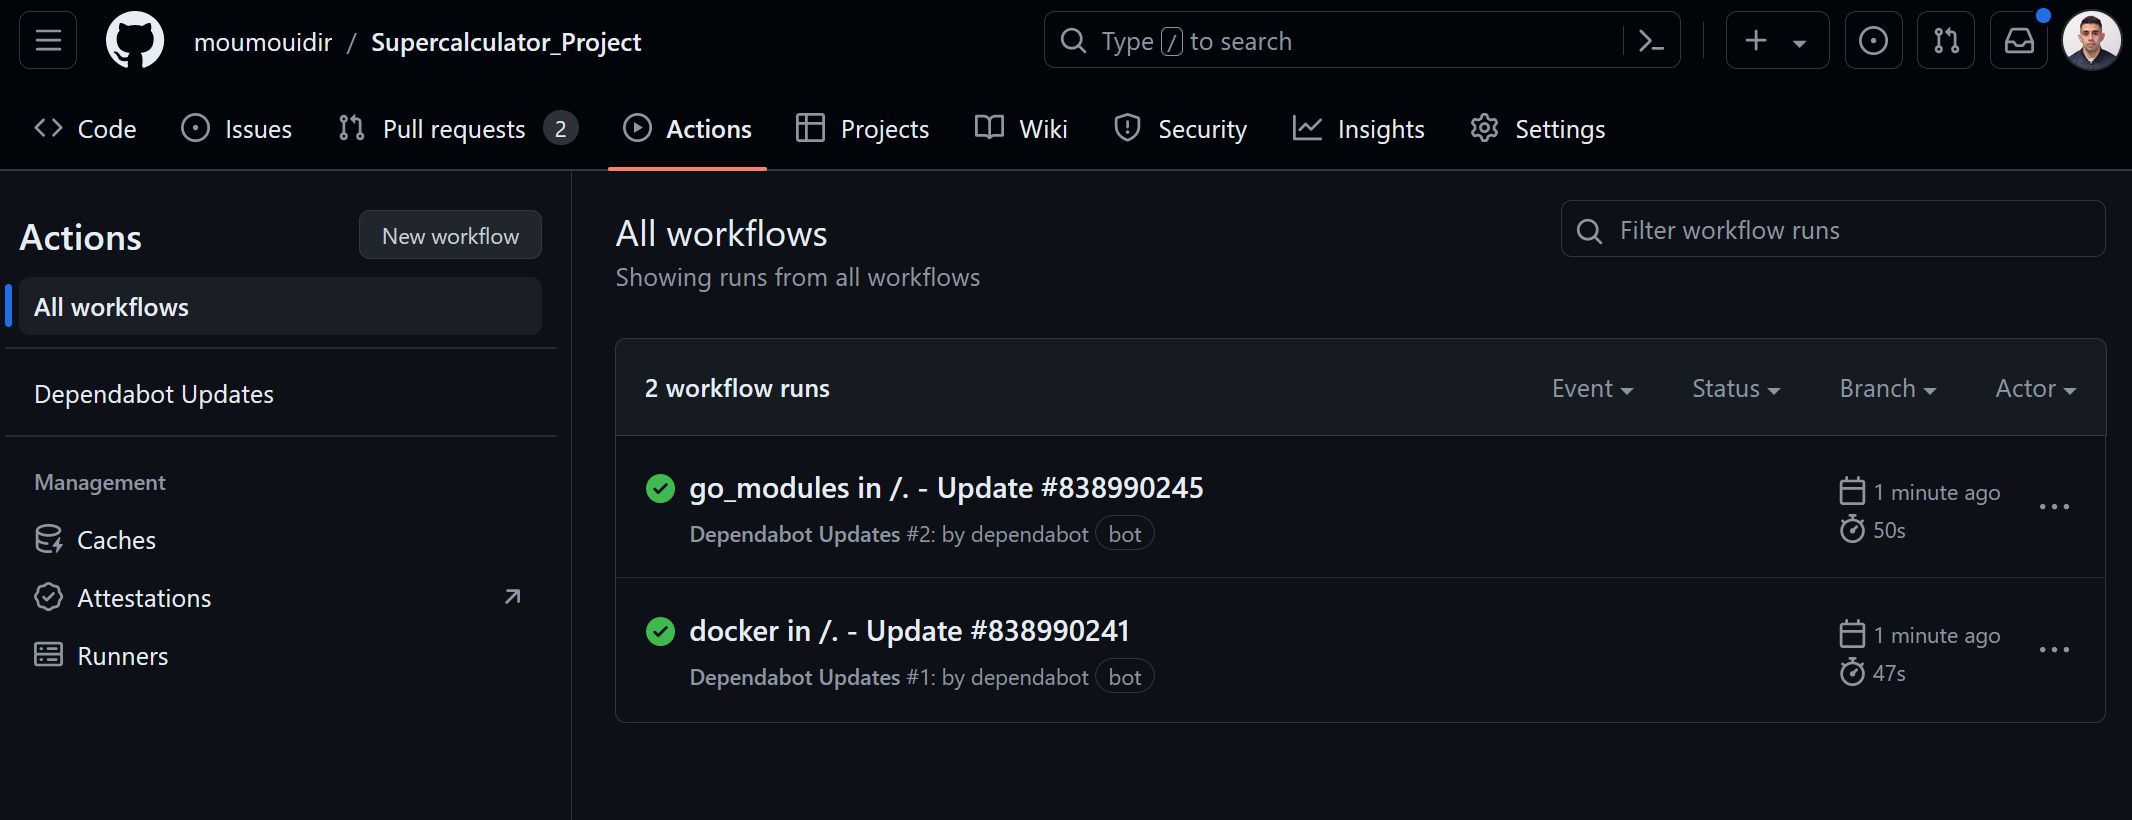 moumouidir / Supercalculator_Project
Type / to search
Code
Issues
Pull requests 2
Actions
Projects
Wiki
Security
Insights
Settings
Actions
New workflow
All workflows
Dependabot Updates
Management
Caches
Attestations
Runners
All workflows
Showing runs from all workflows
Filter workflow runs
2 workflow runs
Event
Status
Branch
Actor
go_modules in /. - Update #838990245
Dependabot Updates #2: by dependabot bot
1 minute ago
50s
docker in /. - Update #838990241
Dependabot Updates #1: by dependabot bot
1 minute ago
47s